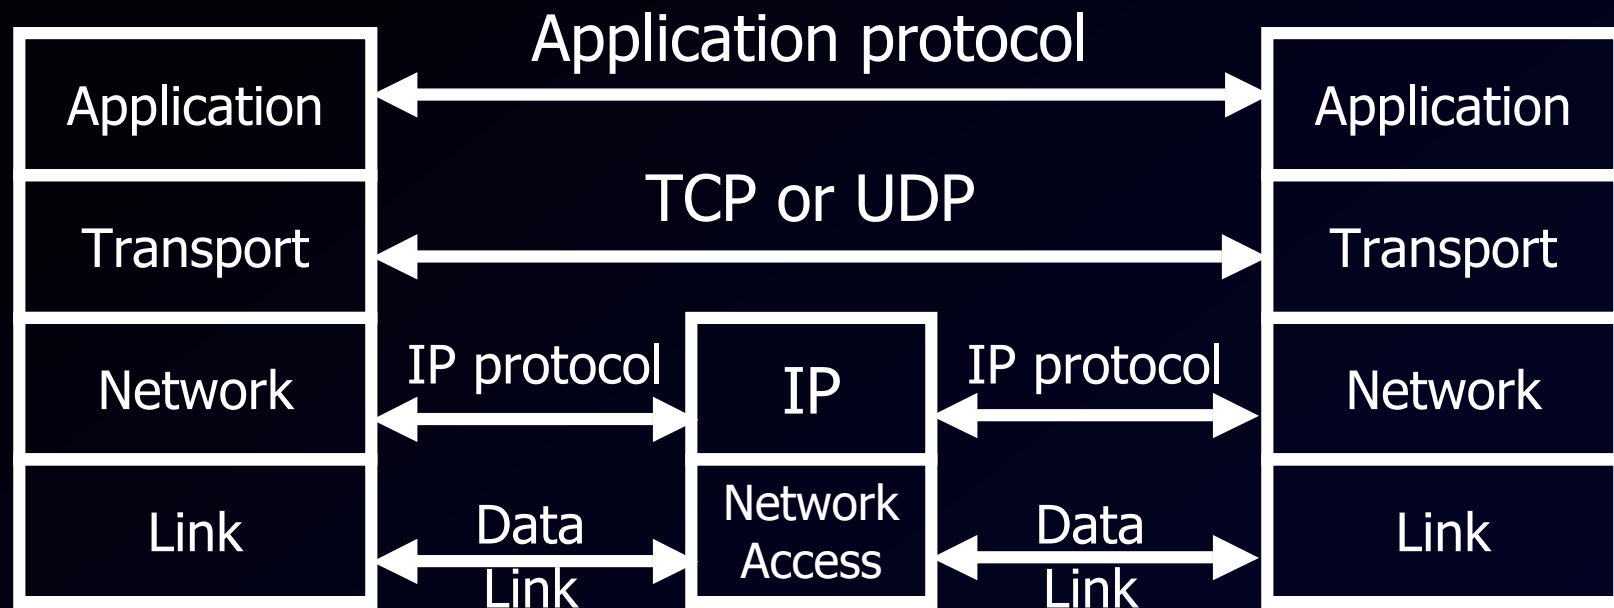 Application protocol
Application
Application
TCP or UDP
Transport
Transport
IP protocol
IP protocol
Network
IP
Network
Link
Data
Link
Network
Access
Data
Link
Link